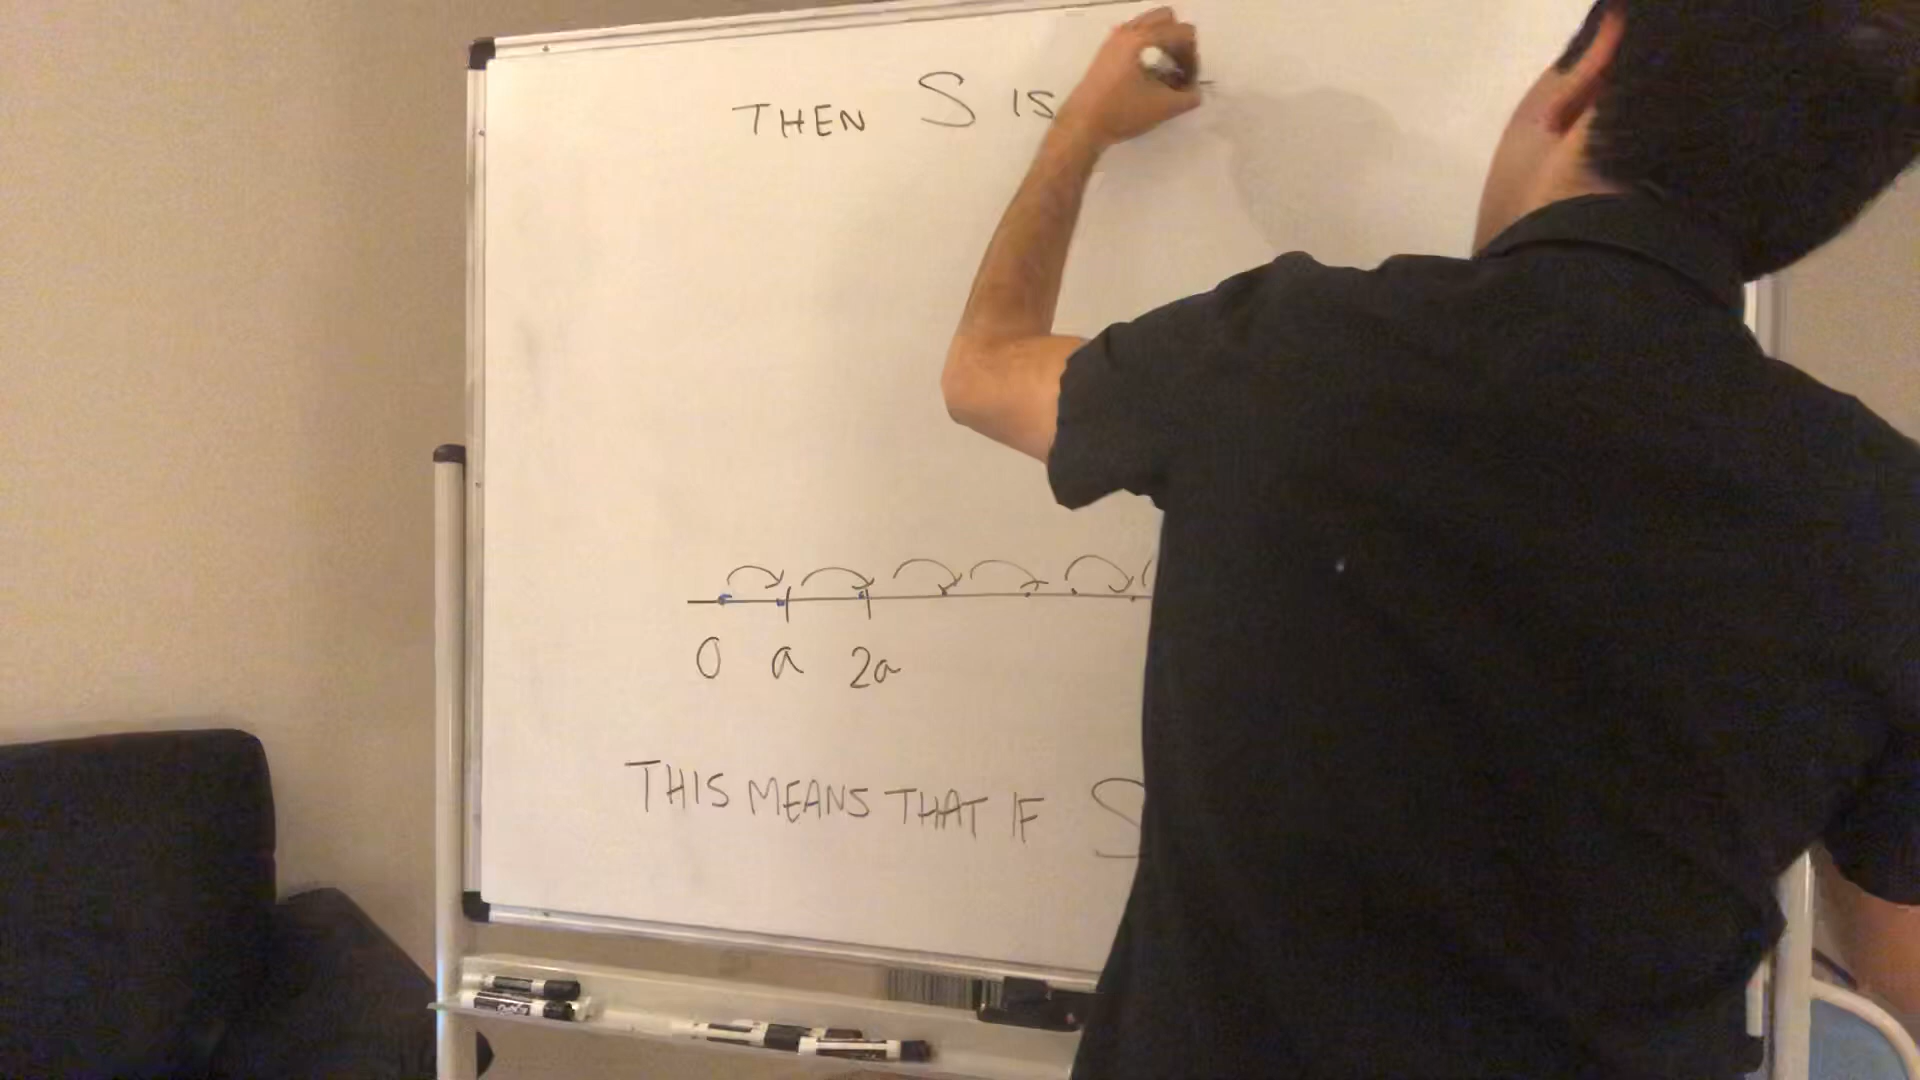 THEN S IS
0 a 2a
THIS MEANS THAT IF S